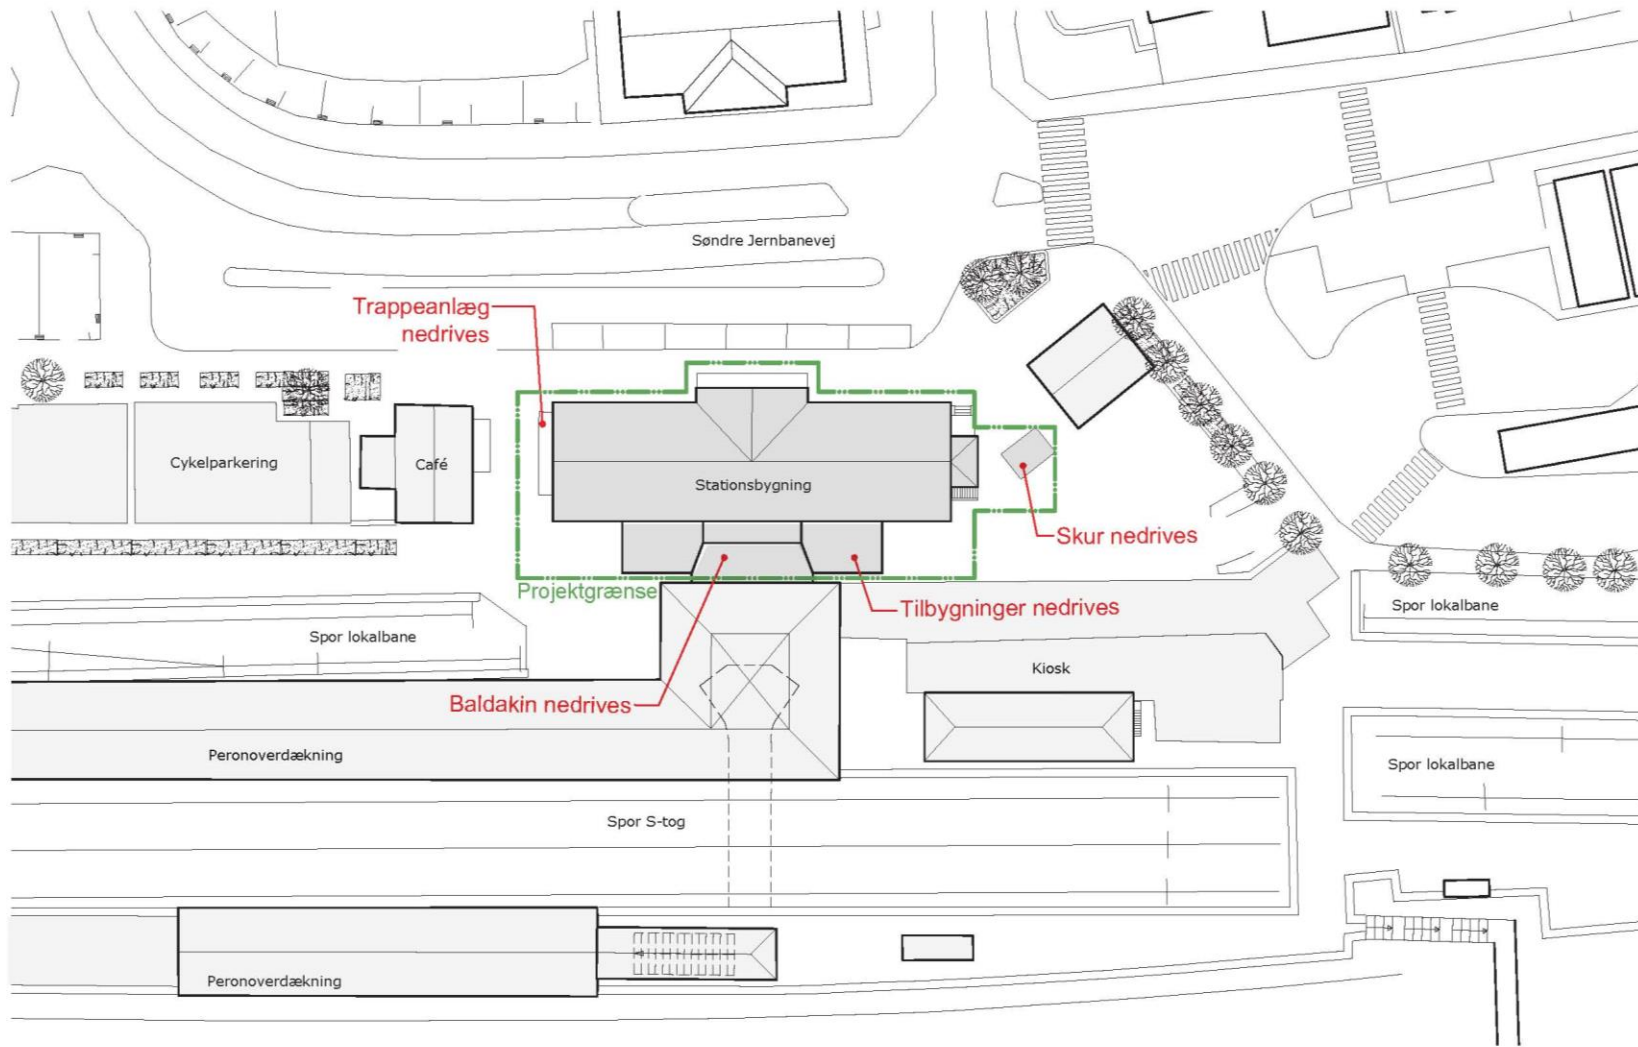 Søndre Jernbanevej
Trappeanlæg
nedrives
Cykelparkering
Café
Stationsbygning
Skur nedrives
Projektgrænse
Tilbygninger nedrives
Spor lokalbane
Spor lokalbane
Kiosk
Baldakin nedrives
Peronoverdækning
Spor lokalbane
Spor S-tog
Peronoverdækning